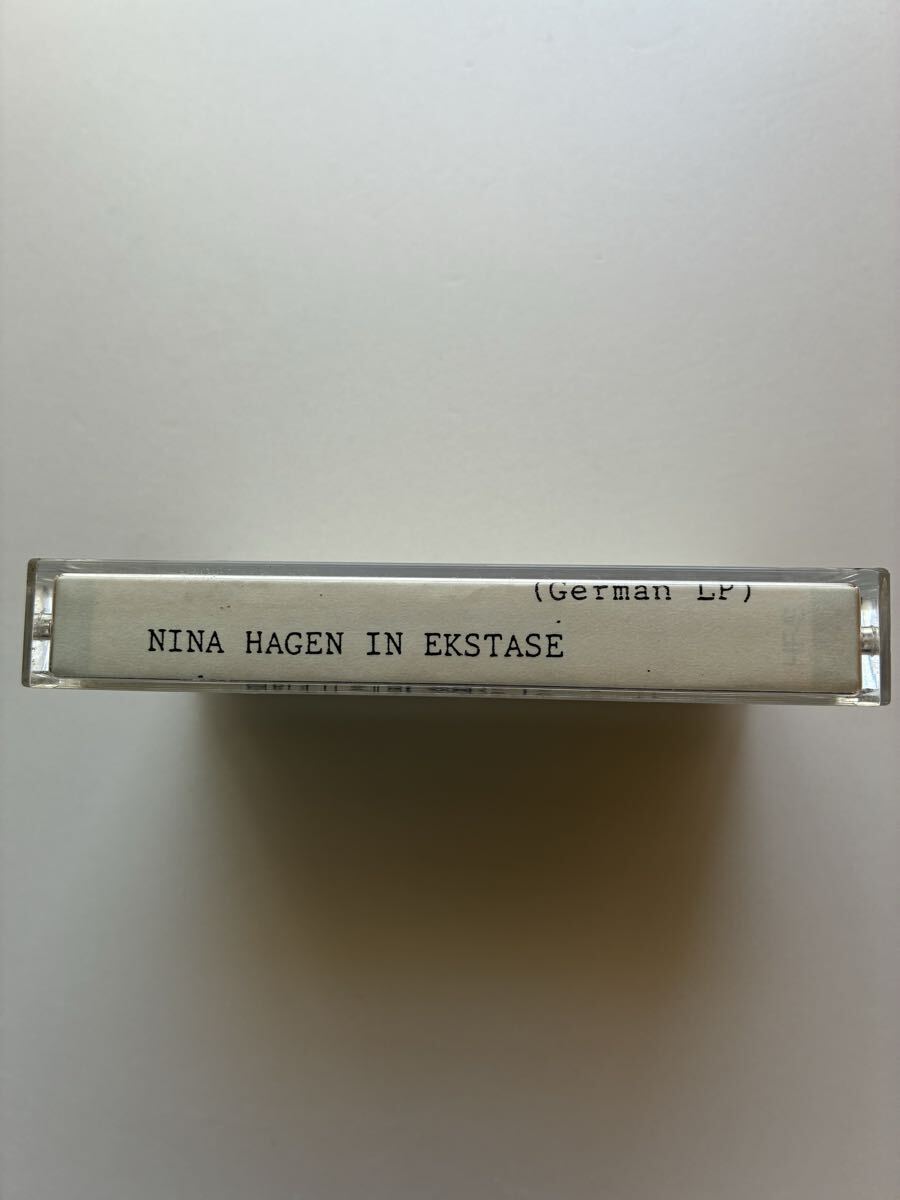 (German LP)
NINA HAGEN IN EKSTASE